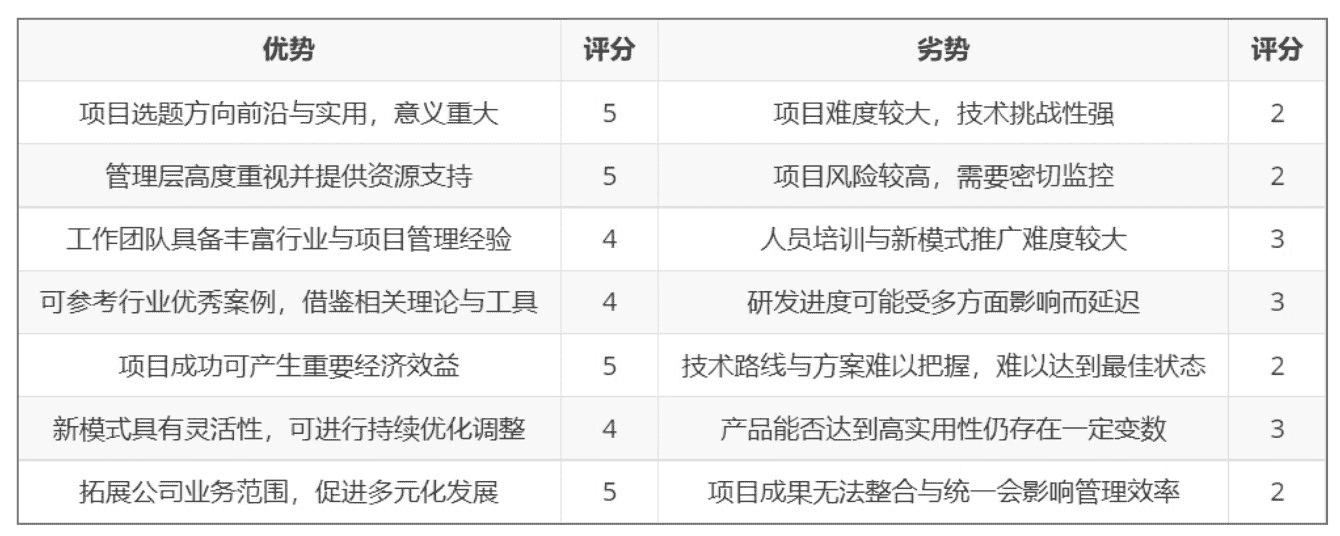 优势 评分 劣势 评分
项目选题方向前沿与实用，意义重大 5 项目难度较大，技术挑战性强 2
管理层高度重视并提供资源支持 5 项目风险较高，需要密切监控 2
工作团队具备丰富行业与项目管理经验 4 人员培训与新模式推广难度较大 3
可参考行业优秀案例，借鉴相关理论与工具 4 研发进度可能受多方面影响而延迟 3
项目成功可产生重要经济效益 5 技术路线与方案难以把握，难以达到最佳状态 2
新模式具有灵活性，可进行持续优化调整 4 产品能否达到高实用性仍存在一定变数 3
拓展公司业务范围，促进多元化发展 5 项目成果无法整合与统一会影响管理效率 2